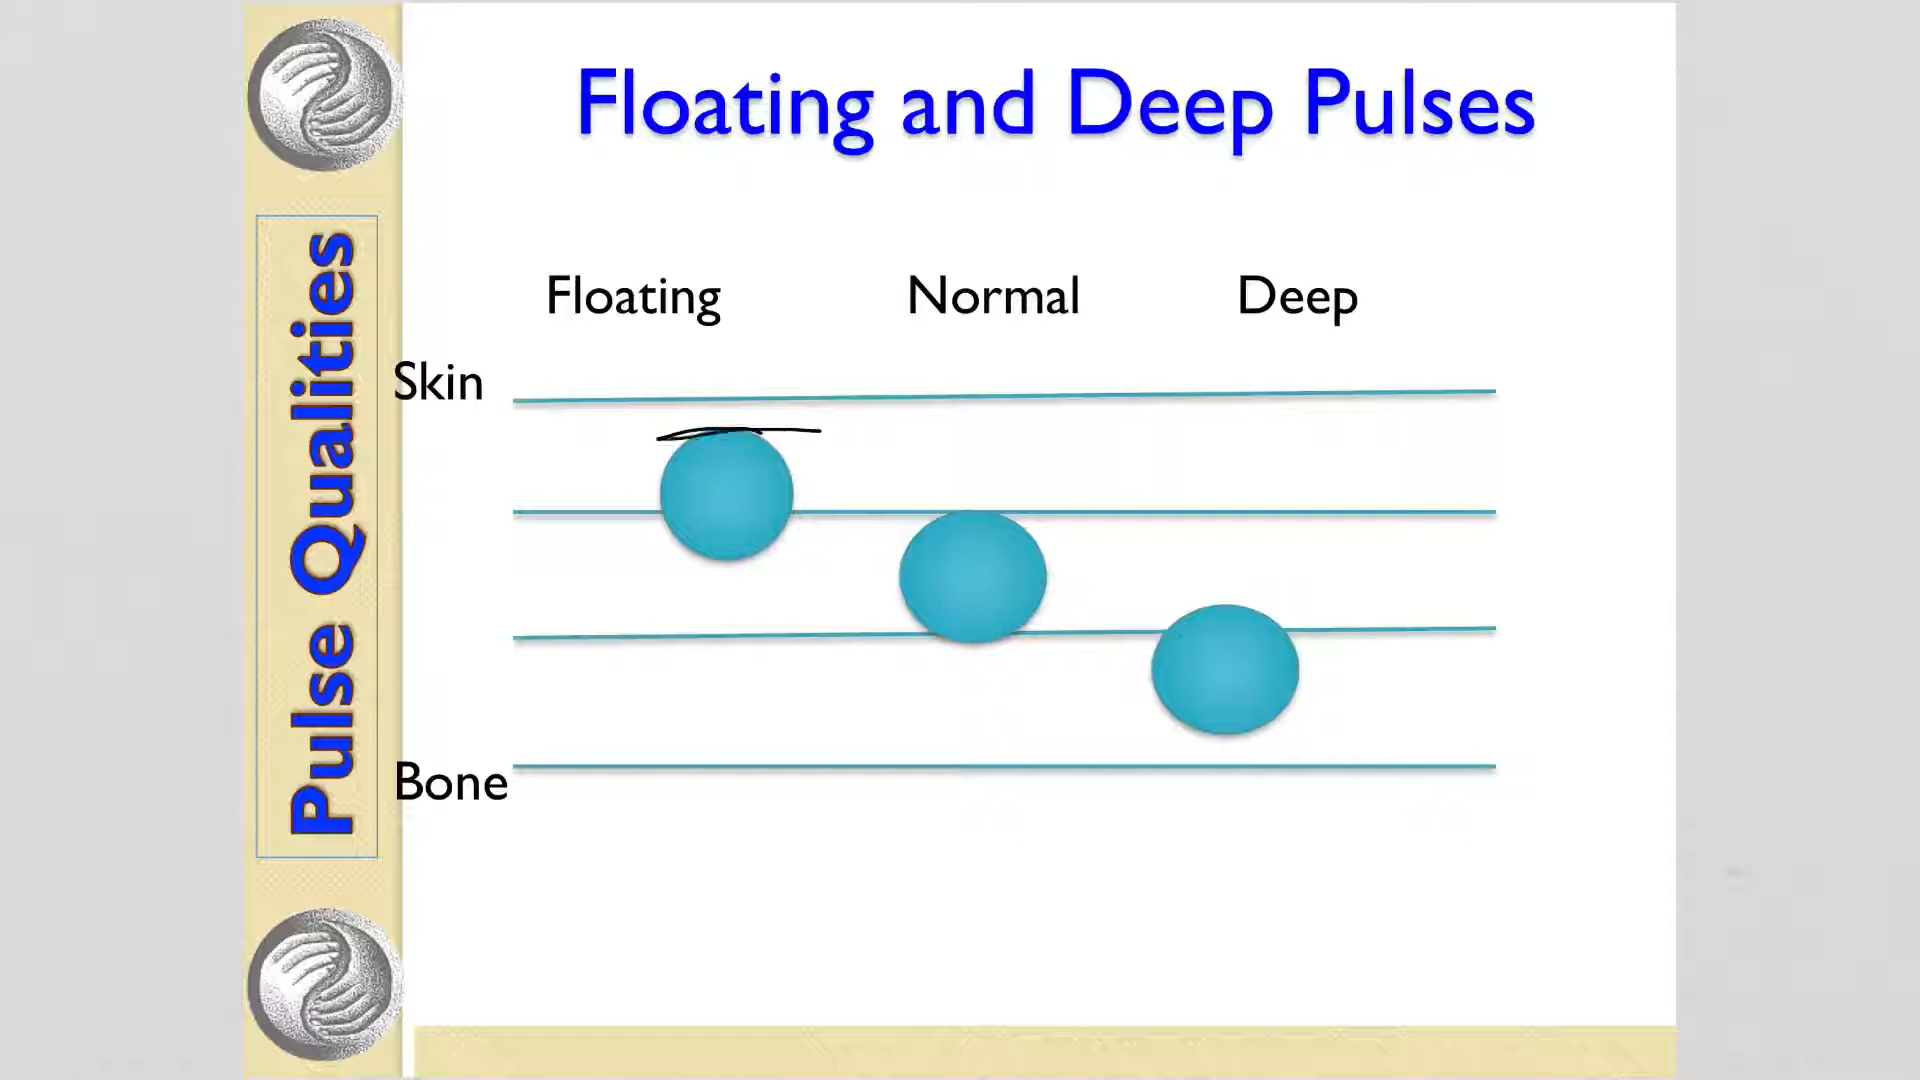 Floating and Deep Pulses
Pulse Qualities
Floating Normal Deep
Skin
Bone